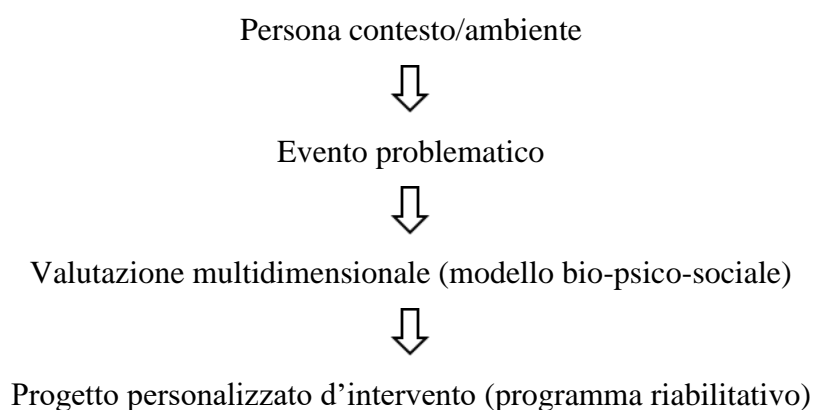 Persona contesto/ambiente
Evento problematico
Valutazione multidimensionale (modello bio-psico-sociale)
Progetto personalizzato d’intervento (programma riabilitativo)